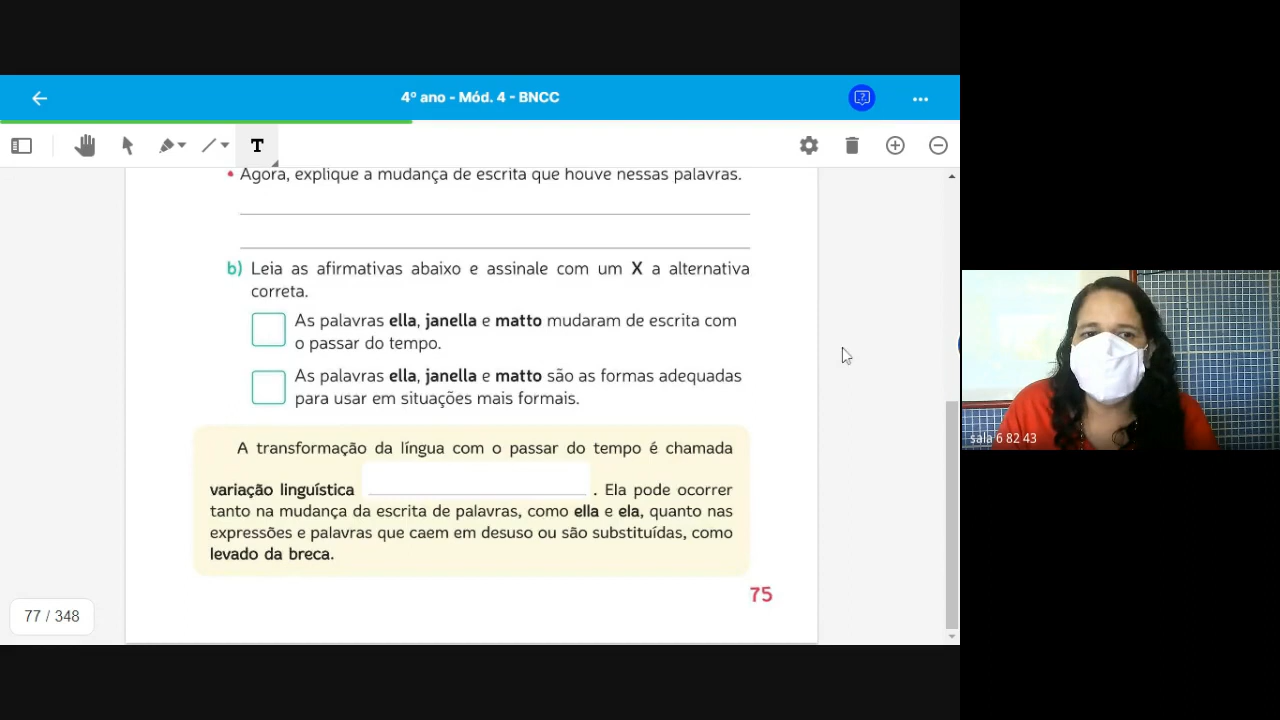 4º ano - Mód. 4 - BNCC
T
• Agora, explique a mudança de escrita que houve nessas palavras.
b) Leia as afirmativas abaixo e assinale com um X a alternativa
correta.
As palavras ella, janella e matto mudaram de escrita com
o passar do tempo.
As palavras ella, janella e matto são as formas adequadas
para usar em situações mais formais.
A transformação da língua com o passar do tempo é chamada
variação linguística . Ela pode ocorrer
tanto na mudança da escrita de palavras, como ella e ela, quanto nas
expressões e palavras que caem em desuso ou são substituídas, como
levado da breca.
75
77 / 348
sala 6 82 43